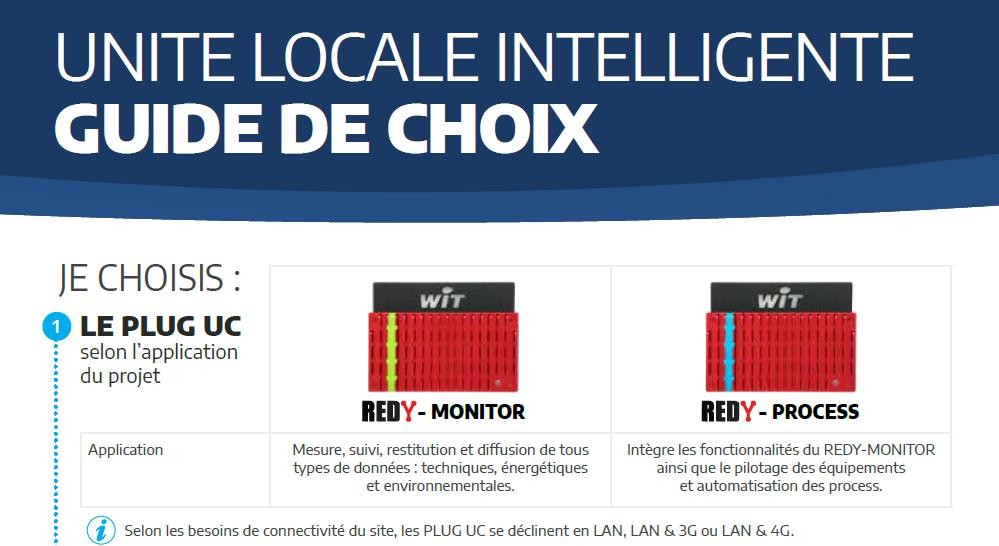 UNITE LOCALE INTELLIGENTE
GUIDE DE CHOIX
JE CHOISIS :
1 LE PLUG UC
selon l'application
du projet
WiT
REDY - MONITOR
WiT
REDY - PROCESS
Application
Mesure, suivi, restitution et diffusion de tous
types de données : techniques, énergétiques
et environnementales.
Intègre les fonctionnalités du REDY-MONITOR
ainsi que le pilotage des équipements
et automatisation des process.
i Selon les besoins de connectivité du site, les PLUG UC se déclinent en LAN, LAN & 3G ou LAN & 4G.